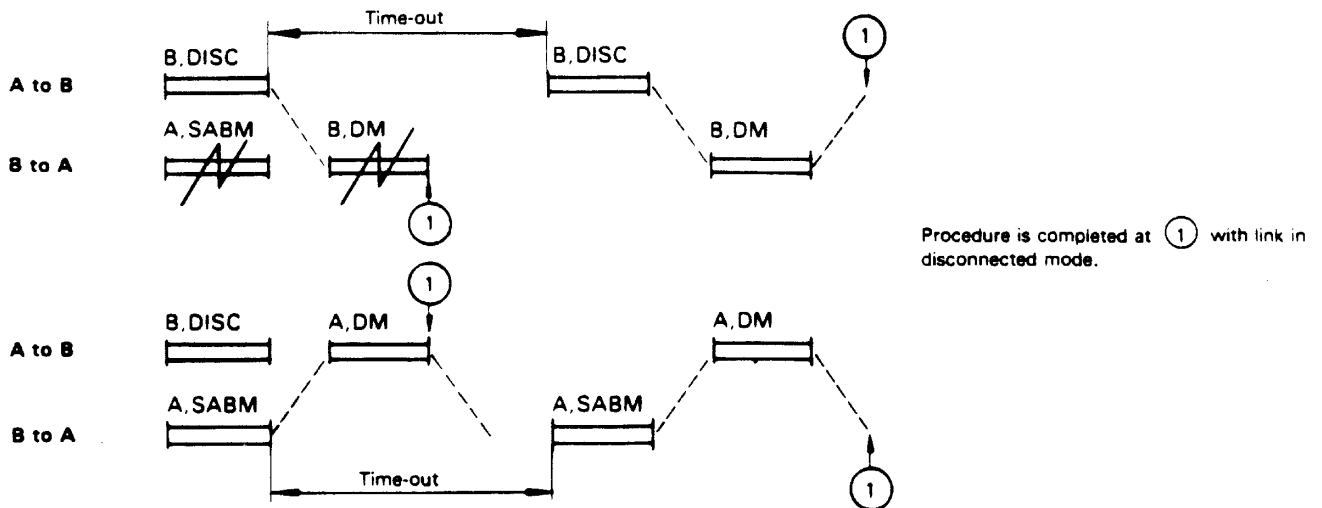 Time-out
1
B,DISC
B,DISC
A to B
A,SABM
B,DM
B,DM
B to A
1
Procedure is completed at 1 with link in
disconnected mode.
1
B,DISC
A,DM
A,DM
A to B
A,SABM
A,SABM
B to A
Time-out
1